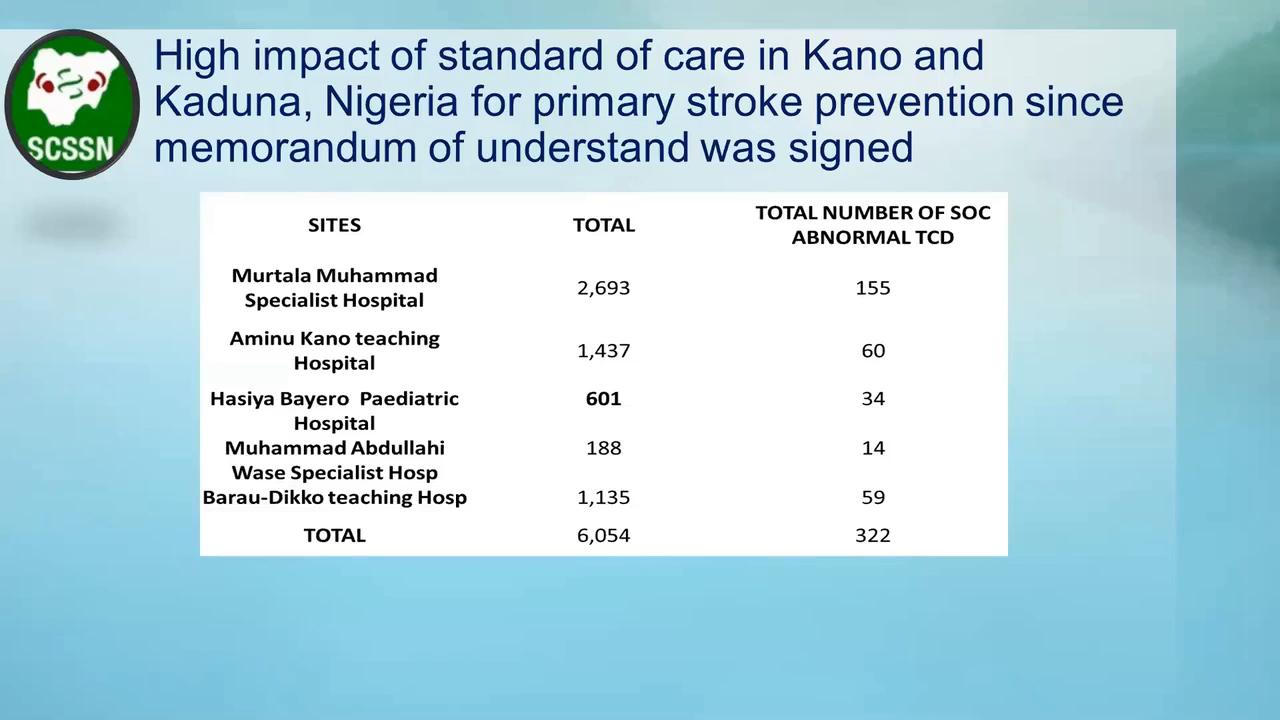 High impact of standard of care in Kano and
Kaduna, Nigeria for primary stroke prevention since
memorandum of understand was signed
SCSSN
SITES TOTAL TOTAL NUMBER OF SOC
ABNORMAL TCD
Murtala Muhammad
Specialist Hospital 2,693 155
Aminu Kano teaching
Hospital 1,437 60
Hasiya Bayero Paediatric 601 34
Hospital
Muhammad Abdullahi 188 14
Wase Specialist Hosp
Barau-Dikko teaching Hosp 1,135 59
TOTAL 6,054 322